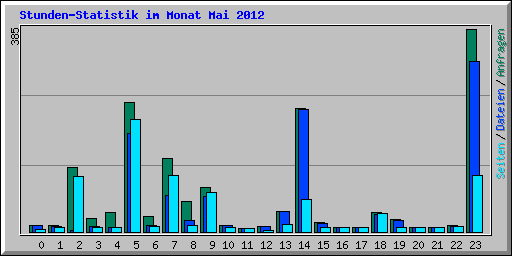 Stunden-Statistik im Monat Mai 2012
385
Seiten / Dateien / Anfragen
0 1 2 3 4 5 6 7 8 9 10 11 12 13 14 15 16 17 18 19 20 21 22 23